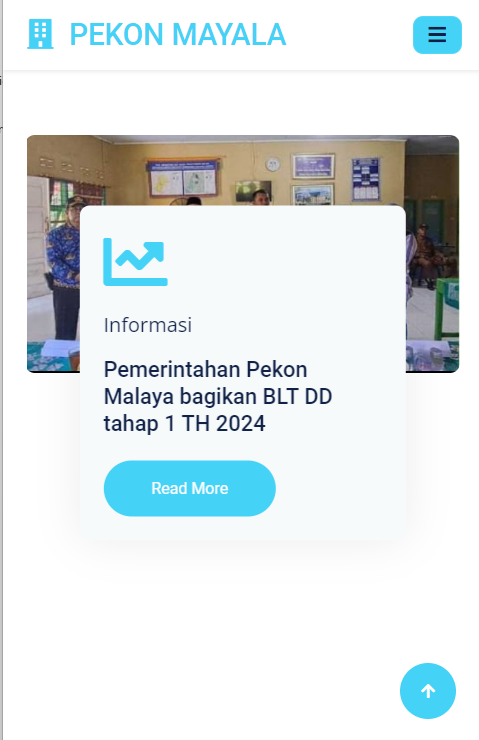 PEKON MAYALA
Informasi
Pemerintahan Pekon
Malaya bagikan BLT DD
tahap 1 TH 2024
Read More